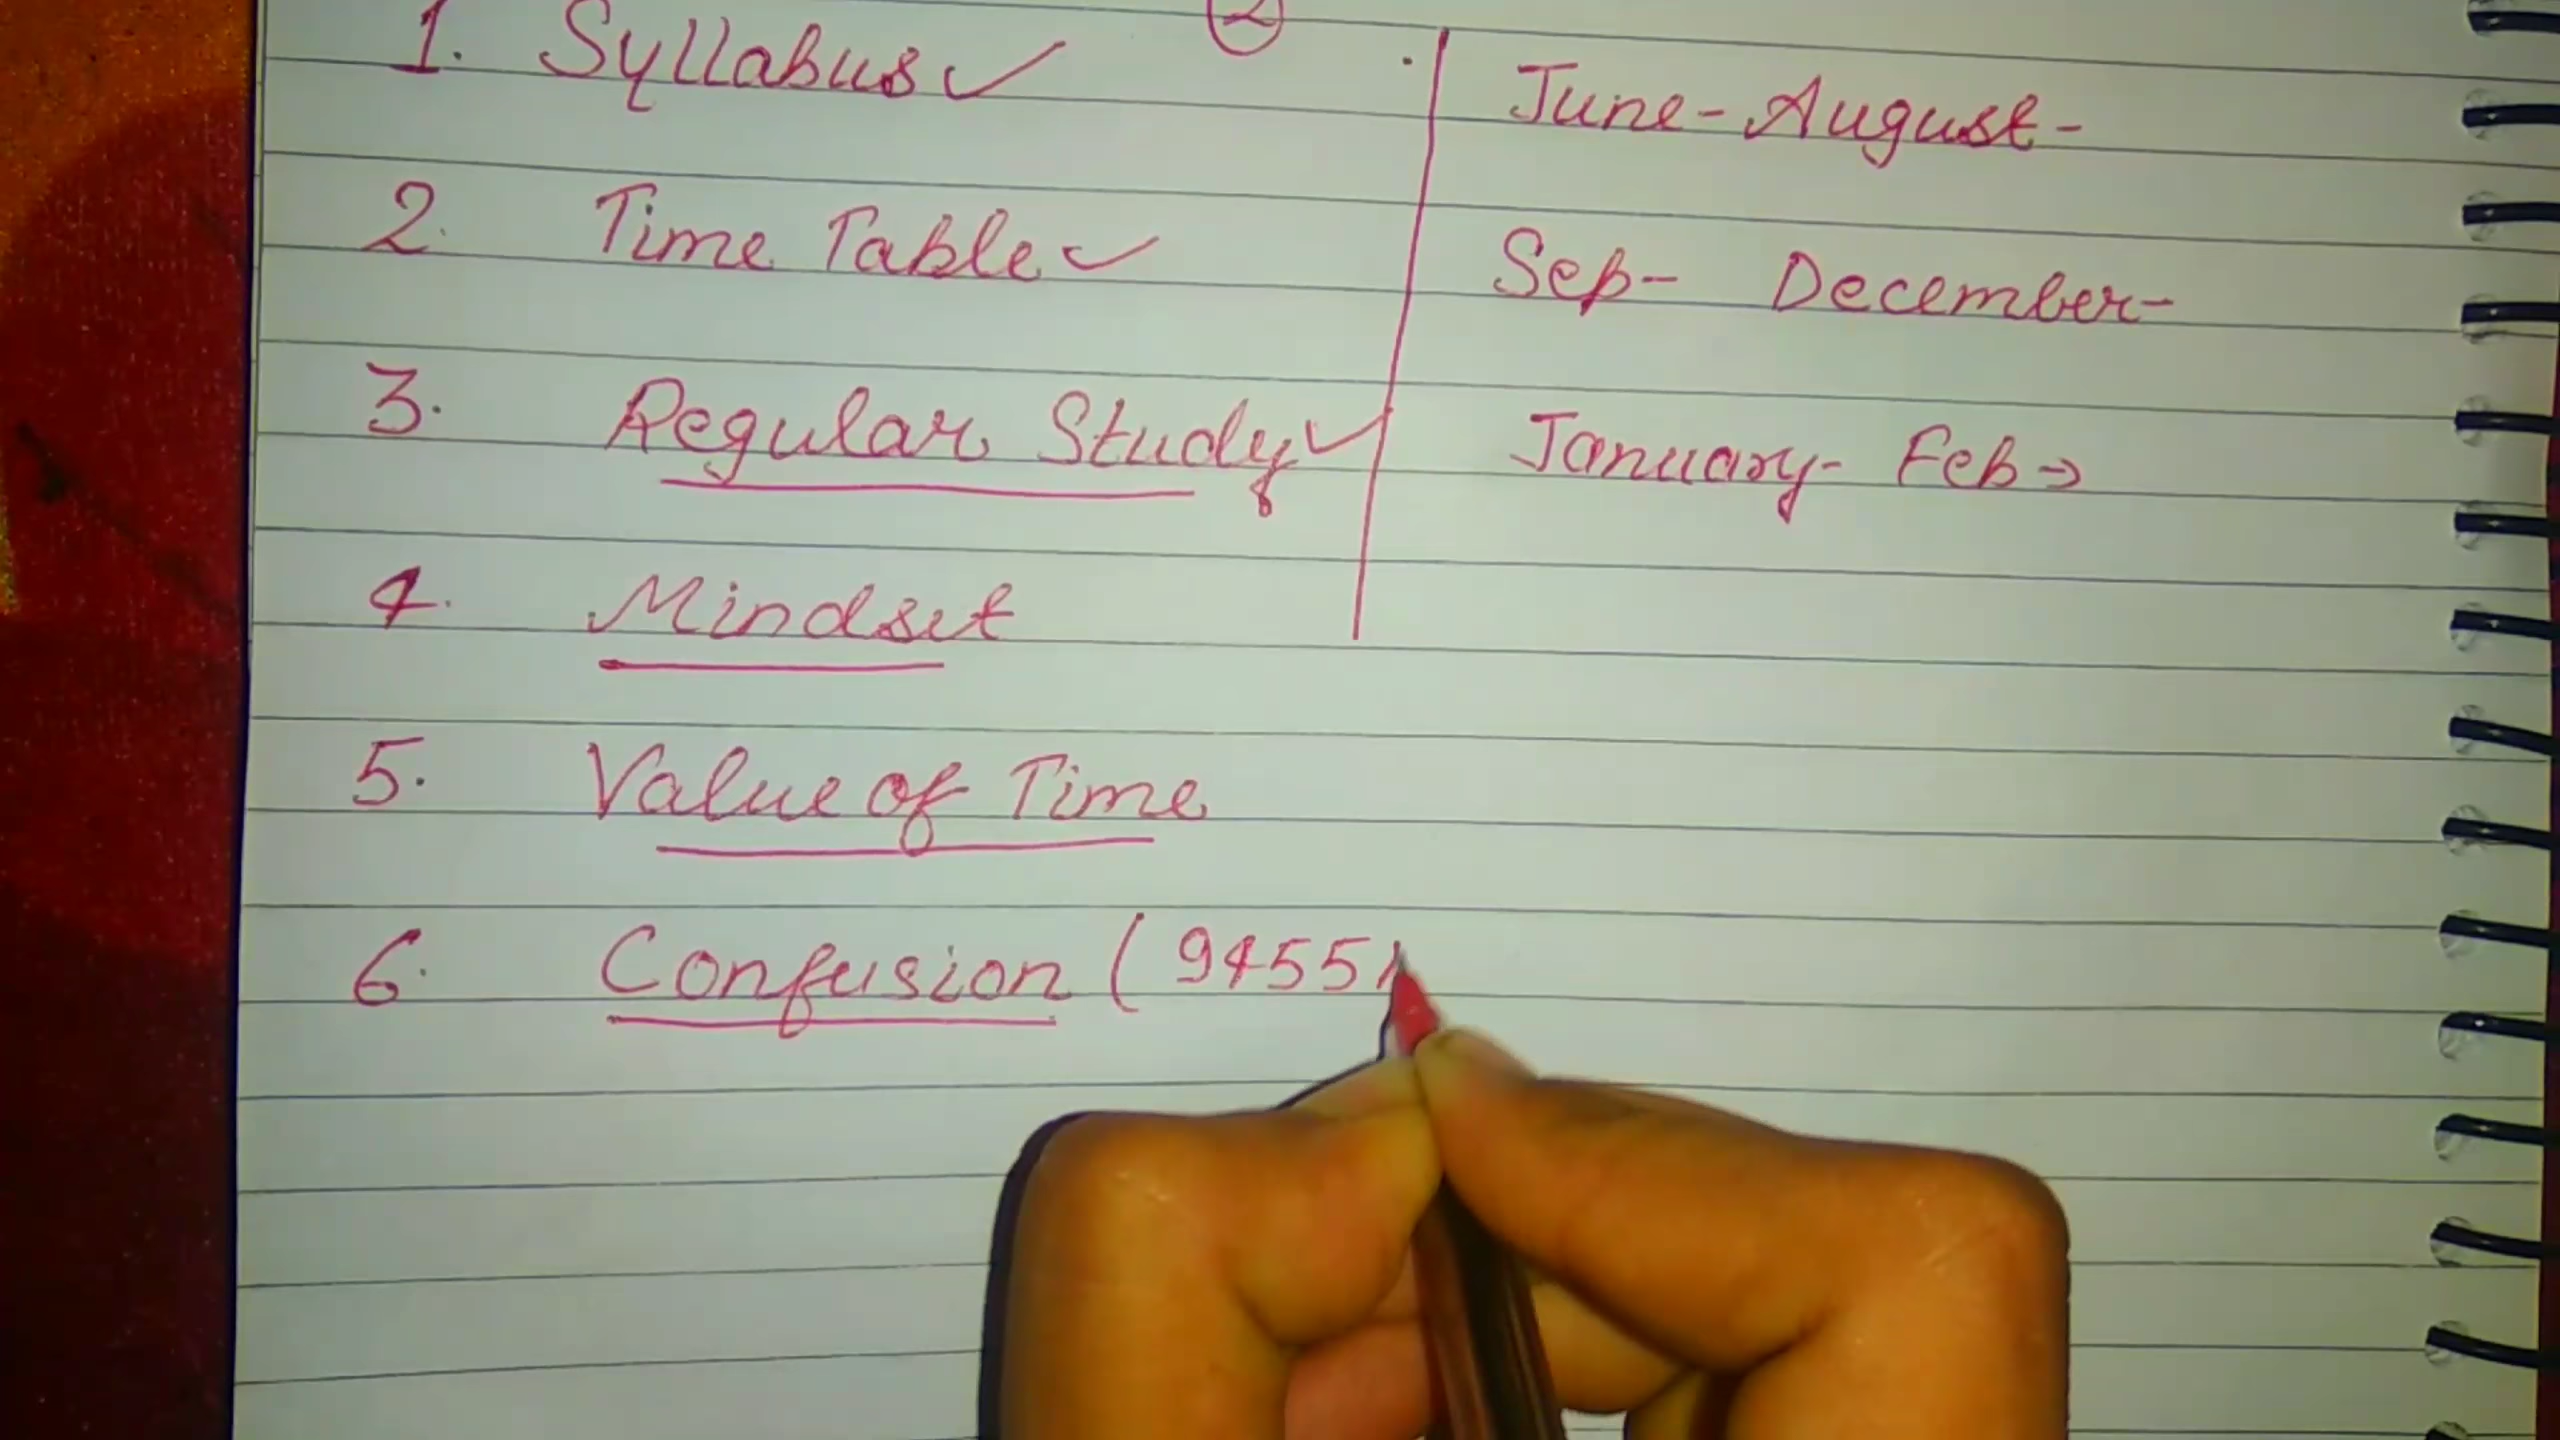 2
1. Syllabus ✓
June - August -
2. Time Table ✓
Sep - December -
3. Regular Study ✓
January - Feb →
4. Mindset
5. Value of Time
6. Confusion ( 9455